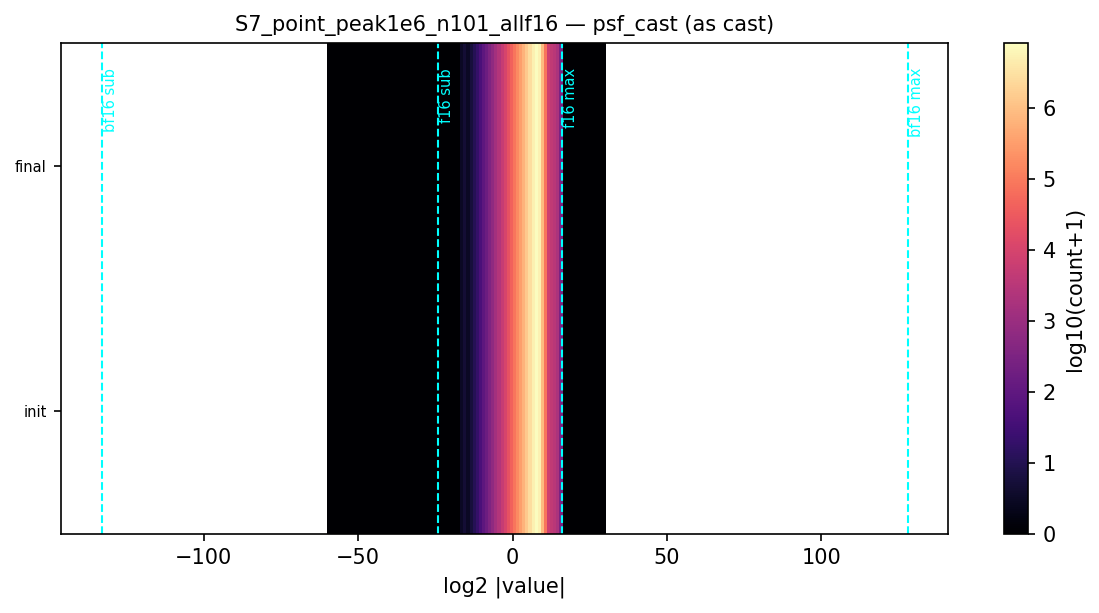 S7_point_peak1e6_n101_allf16 — psf_cast (as cast)
bf16 sub
f16 sub
f16 max
bf16 max
final
init
−100
−50
0
50
100
log2 |value|
6
5
4
3
2
1
0
log10(count+1)